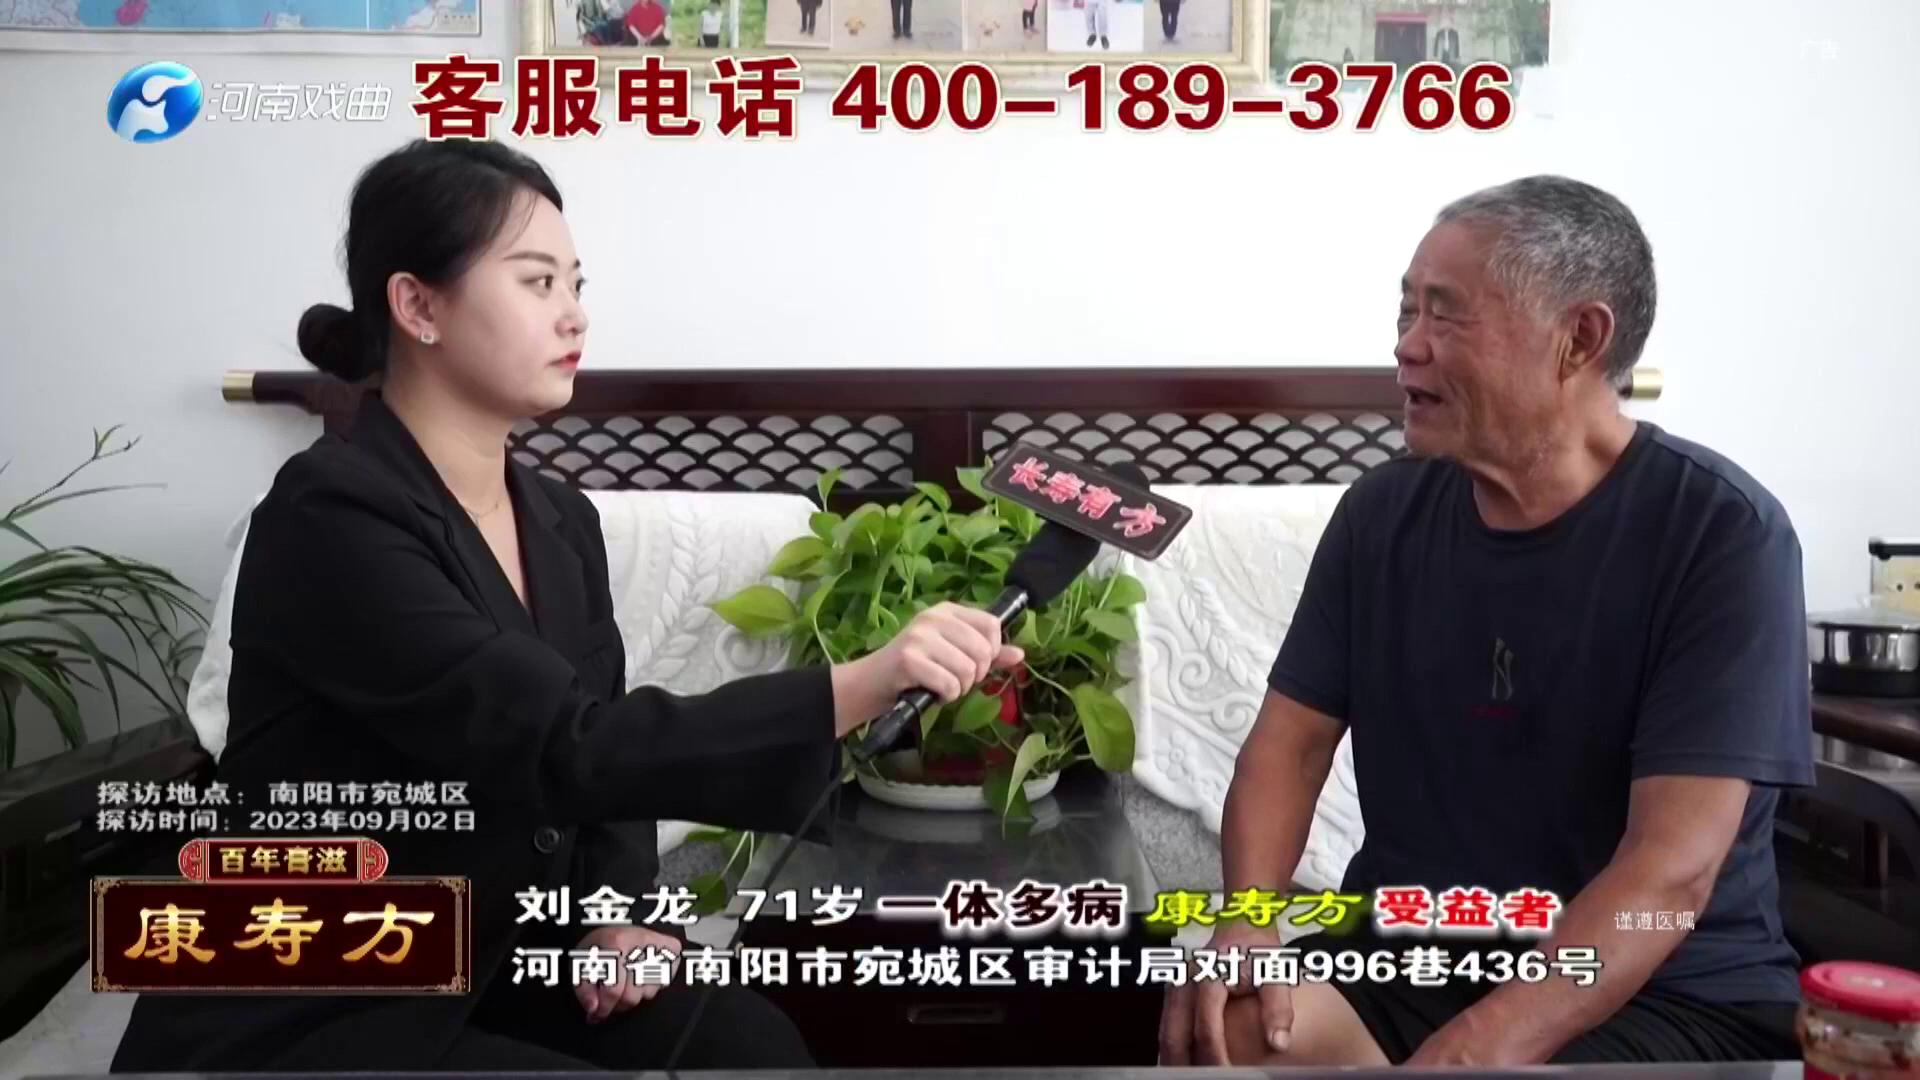 广告
河南戏曲
客服电话 400-189-3766
长寿有方
探访地点：南阳市宛城区
探访时间：2023年09月02日
百年膏滋
康寿方
刘金龙 71岁 一体多病 康寿方 受益者
谨遵医嘱
河南省南阳市宛城区审计局对面996巷436号